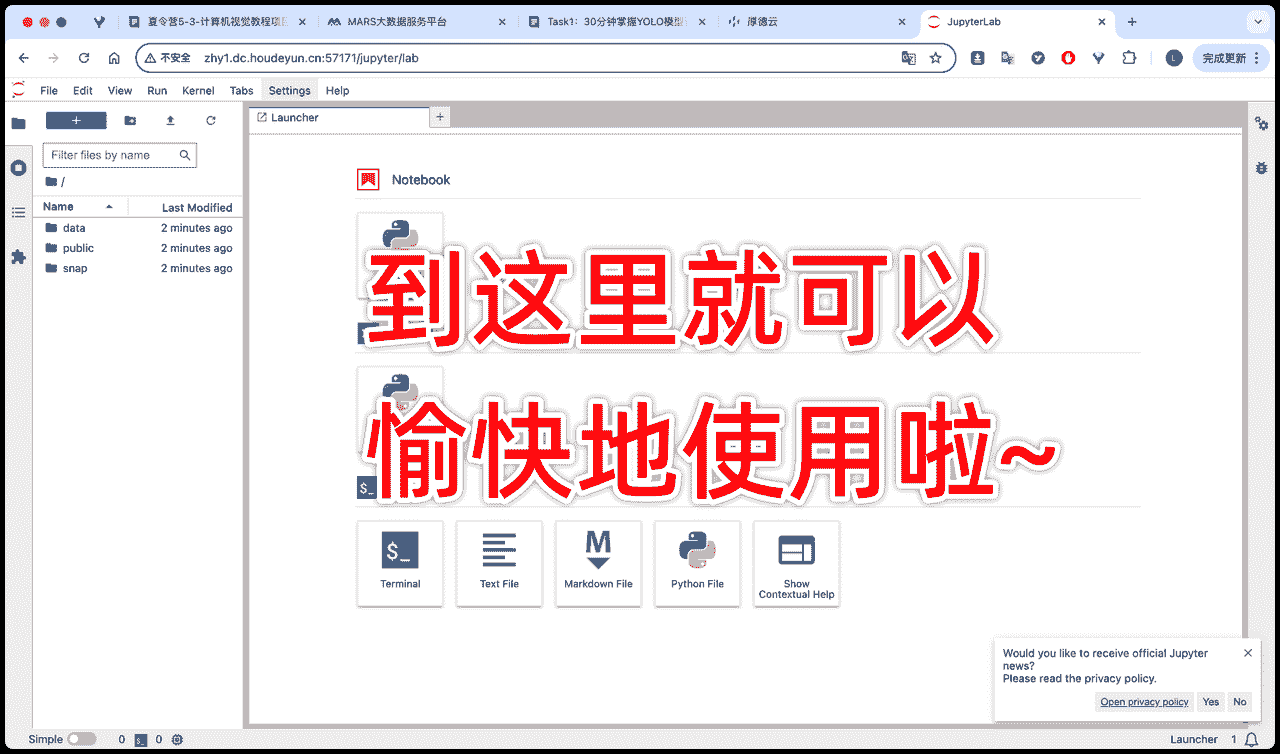 夏令营5-3-计算机视觉教程项目
MARS大数据服务平台
Task1：30分钟掌握YOLO模型
厚德云
JupyterLab
不安全 zhy1.dc.houdeyun.cn:57171/jupyter/lab
L
完成更新
File Edit View Run Kernel Tabs Settings Help
Launcher
Filter files by name
/
Name Last Modified
data 2 minutes ago
public 2 minutes ago
snap 2 minutes ago
Notebook
到这里就可以
愉快地使用啦~
$_
$_
Terminal
Text File
M
Markdown File
Python File
Show
Contextual Help
Would you like to receive official Jupyter
news?
Please read the privacy policy.
Open privacy policy Yes No
Simple 0 $_ 0
Launcher 1